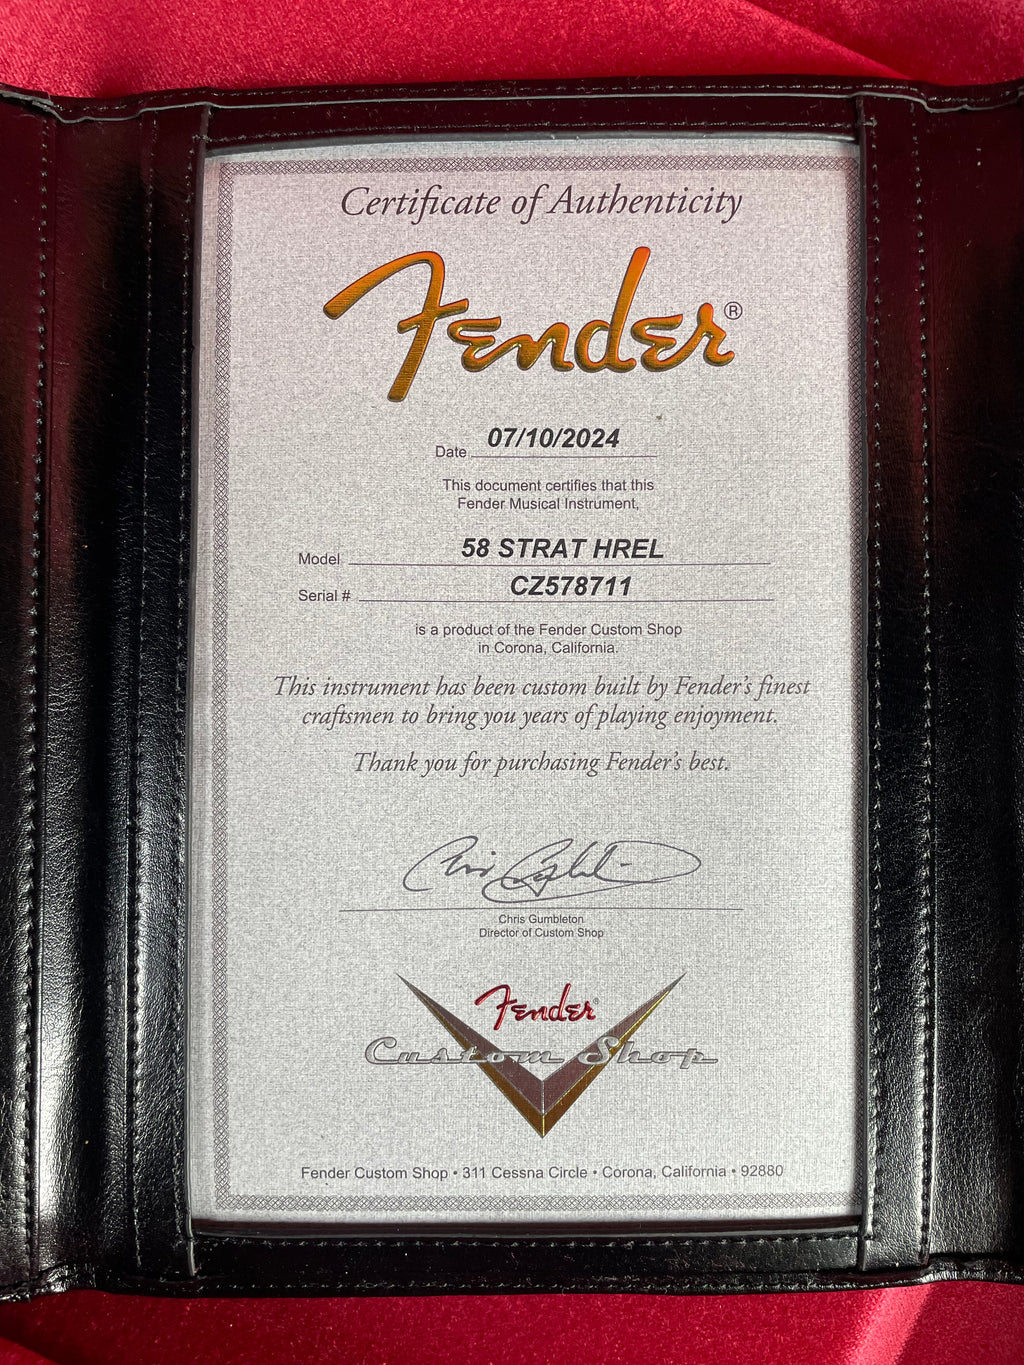 Certificate of Authenticity
Fender®
Date 07/10/2024
This document certifies that this
Fender Musical Instrument,
Model 58 STRAT HREL
Serial # CZ578711
is a product of the Fender Custom Shop
in Corona, California.
This instrument has been custom built by Fender's finest
craftsmen to bring you years of playing enjoyment.
Thank you for purchasing Fender's best.
Chris Gumbleton
Director of Custom Shop
Fender®
Custom Shop
Fender Custom Shop • 311 Cessna Circle • Corona, California • 92880